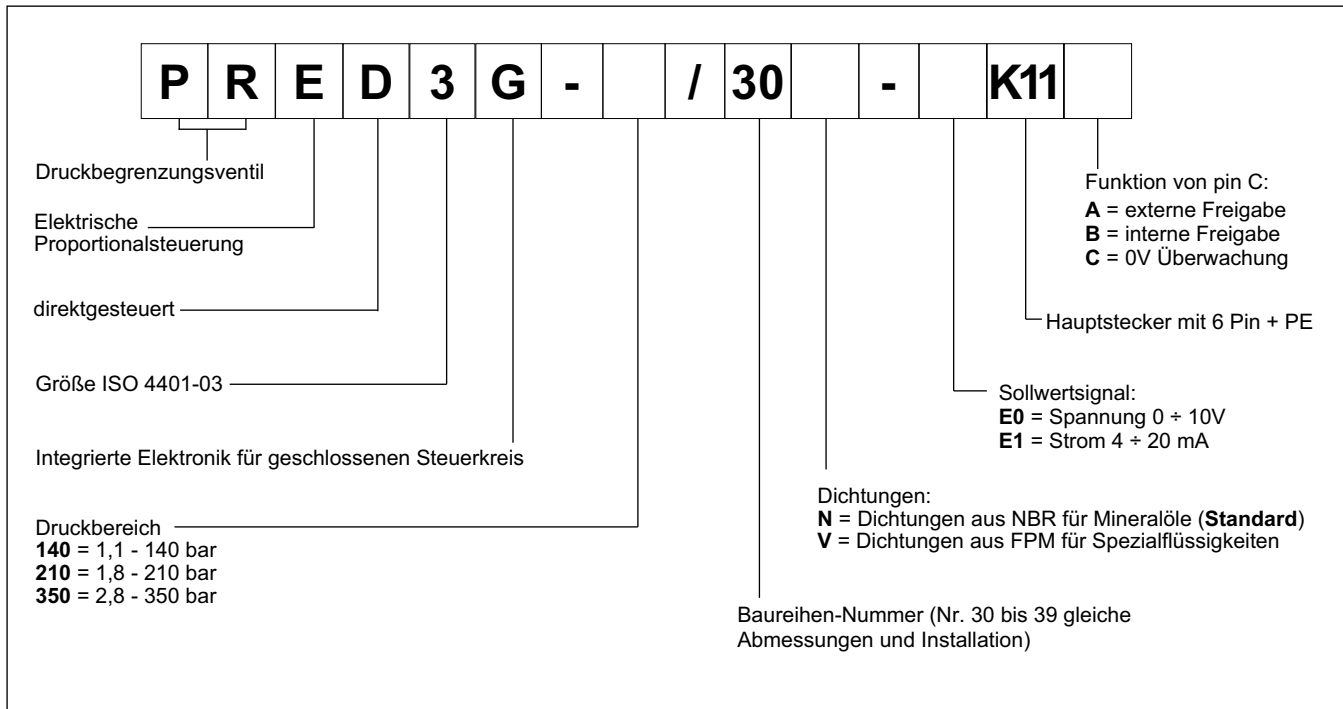 P R E D 3 G - / 30 - K11
Druckbegrenzungsventil
Elektrische
Proportionalsteuerung
direktgesteuert
Größe ISO 4401-03
Integrierte Elektronik für geschlossenen Steuerkreis
Druckbereich
140 = 1,1 - 140 bar
210 = 1,8 - 210 bar
350 = 2,8 - 350 bar
Baureihen-Nummer (Nr. 30 bis 39 gleiche
Abmessungen und Installation)
Dichtungen:
N = Dichtungen aus NBR für Mineralöle (Standard)
V = Dichtungen aus FPM für Spezialflüssigkeiten
Sollwertsignal:
E0 = Spannung 0 ÷ 10V
E1 = Strom 4 ÷ 20 mA
Hauptstecker mit 6 Pin + PE
Funktion von pin C:
A = externe Freigabe
B = interne Freigabe
C = 0V Überwachung